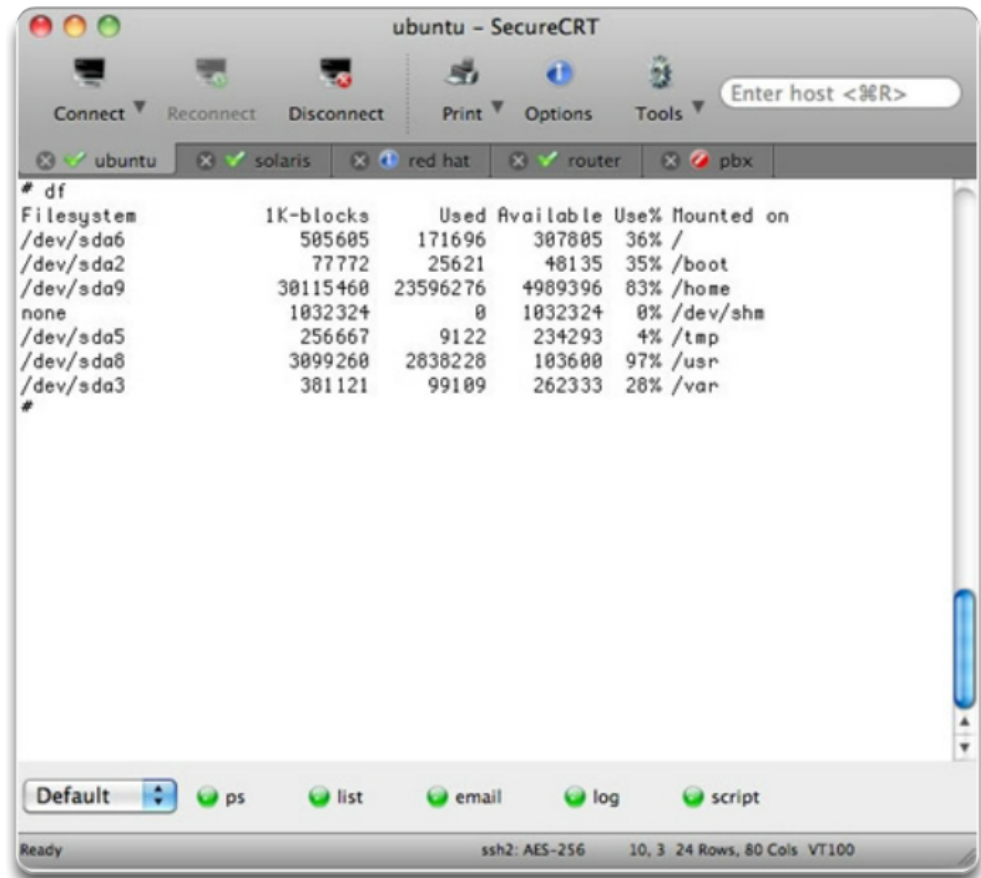 ubuntu – SecureCRT
Connect Reconnect Disconnect Print Options Tools Enter host <⌘R>
ubuntu solaris red hat router pbx
# df
Filesystem 1K-blocks Used Available Use% Mounted on
/dev/sda6 505605 171696 307805 36% /
/dev/sda2 77772 25621 48135 35% /boot
/dev/sda9 30115460 23596276 4989396 83% /home
none 1032324 0 1032324 0% /dev/shm
/dev/sda5 256667 9122 234293 4% /tmp
/dev/sda8 3099260 2838228 103600 97% /usr
/dev/sda3 381121 99109 262333 28% /var
#
Default ps list email log script
Ready ssh2: AES-256 10, 3 24 Rows, 80 Cols VT100